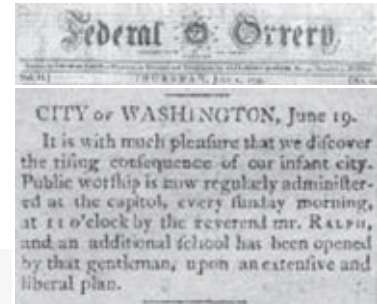 Federal Orrery
THURSDAY, July
CITY OF WASHINGTON, June 19.
It is with much pleasure that we discover
the rising consequence of our infant city.
Public worship is now regularly administer-
ed at the capitol, every sunday morning,
at 11 o'clock by the reverend mr. RALPH,
and an additional school has been opened
by that gentleman, upon an extensive and
liberal plan.